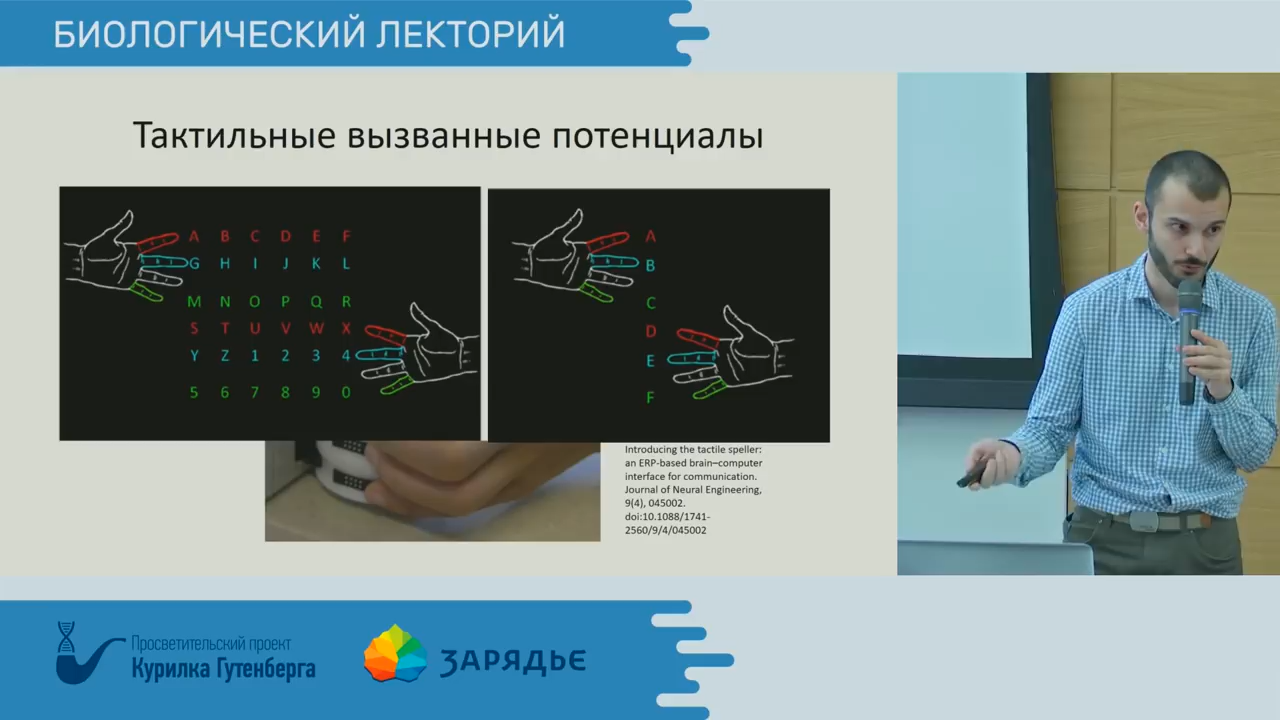 БИОЛОГИЧЕСКИЙ ЛЕКТОРИЙ
Тактильные вызванные потенциалы
A B C D E F
G H I J K L
M N O P Q R
S T U V W X
Y Z 1 2 3 4
5 6 7 8 9 0
A
B
C
D
E
F
Introducing the tactile speller:
an ERP-based brain–computer
interface for communication.
Journal of Neural Engineering,
9(4), 045002.
doi:10.1088/1741-
2560/9/4/045002
Просветительский проект
Курилка Гутенберга
ЗАРЯДЬЕ